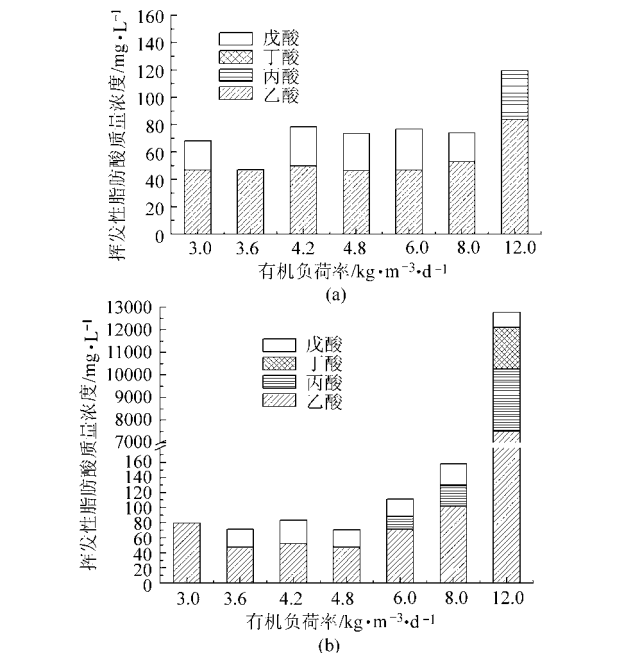 挥发性脂肪酸质量浓度/mg·L⁻¹
160
140
120
100
80
60
40
20
0
戊酸
丁酸
丙酸
乙酸
3.0 3.6 4.2 4.8 6.0 8.0 12.0
有机负荷率/kg·m⁻³·d⁻¹
(a)
挥发性脂肪酸质量浓度/mg·L⁻¹
13000
12000
11000
10000
9000
8000
7000
160
140
120
100
80
60
40
20
0
戊酸
丁酸
丙酸
乙酸
3.0 3.6 4.2 4.8 6.0 8.0 12.0
有机负荷率/kg·m⁻³·d⁻¹
(b)